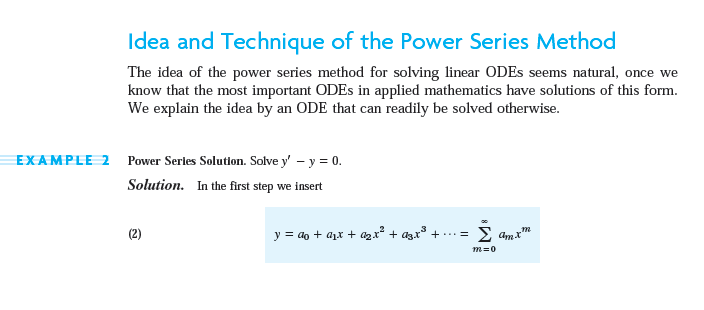 Idea and Technique of the Power Series Method
The idea of the power series method for solving linear ODEs seems natural, once we
know that the most important ODEs in applied mathematics have solutions of this form.
We explain the idea by an ODE that can readily be solved otherwise.
EXAMPLE 2 Power Series Solution. Solve y′ − y = 0.
Solution. In the first step we insert
(2) y = a₀ + a₁x + a₂x² + a₃x³ + ··· = ∑_{m=0}^{∞} aₘxᵐ